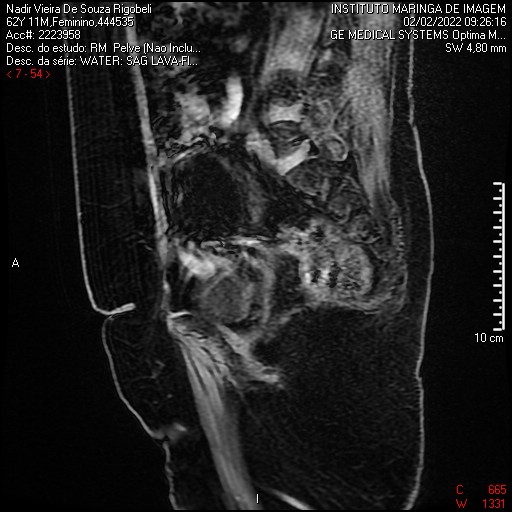 Nadir Vieira De Souza Rigobeli
62Y 11M,Feminino,444535
Acc#: 2223958
Desc. do estudo: RM  Pelve (Nao Inclu...
Desc. da série: WATER: SAG LAVA-Fl...
< 7 - 54 >
INSTITUTO MARINGA DE IMAGEM
02/02/2022 09:26:16
GE MEDICAL SYSTEMS Optima M...
SW 4,80 mm
A
10 cm
I
C 665
W 1331